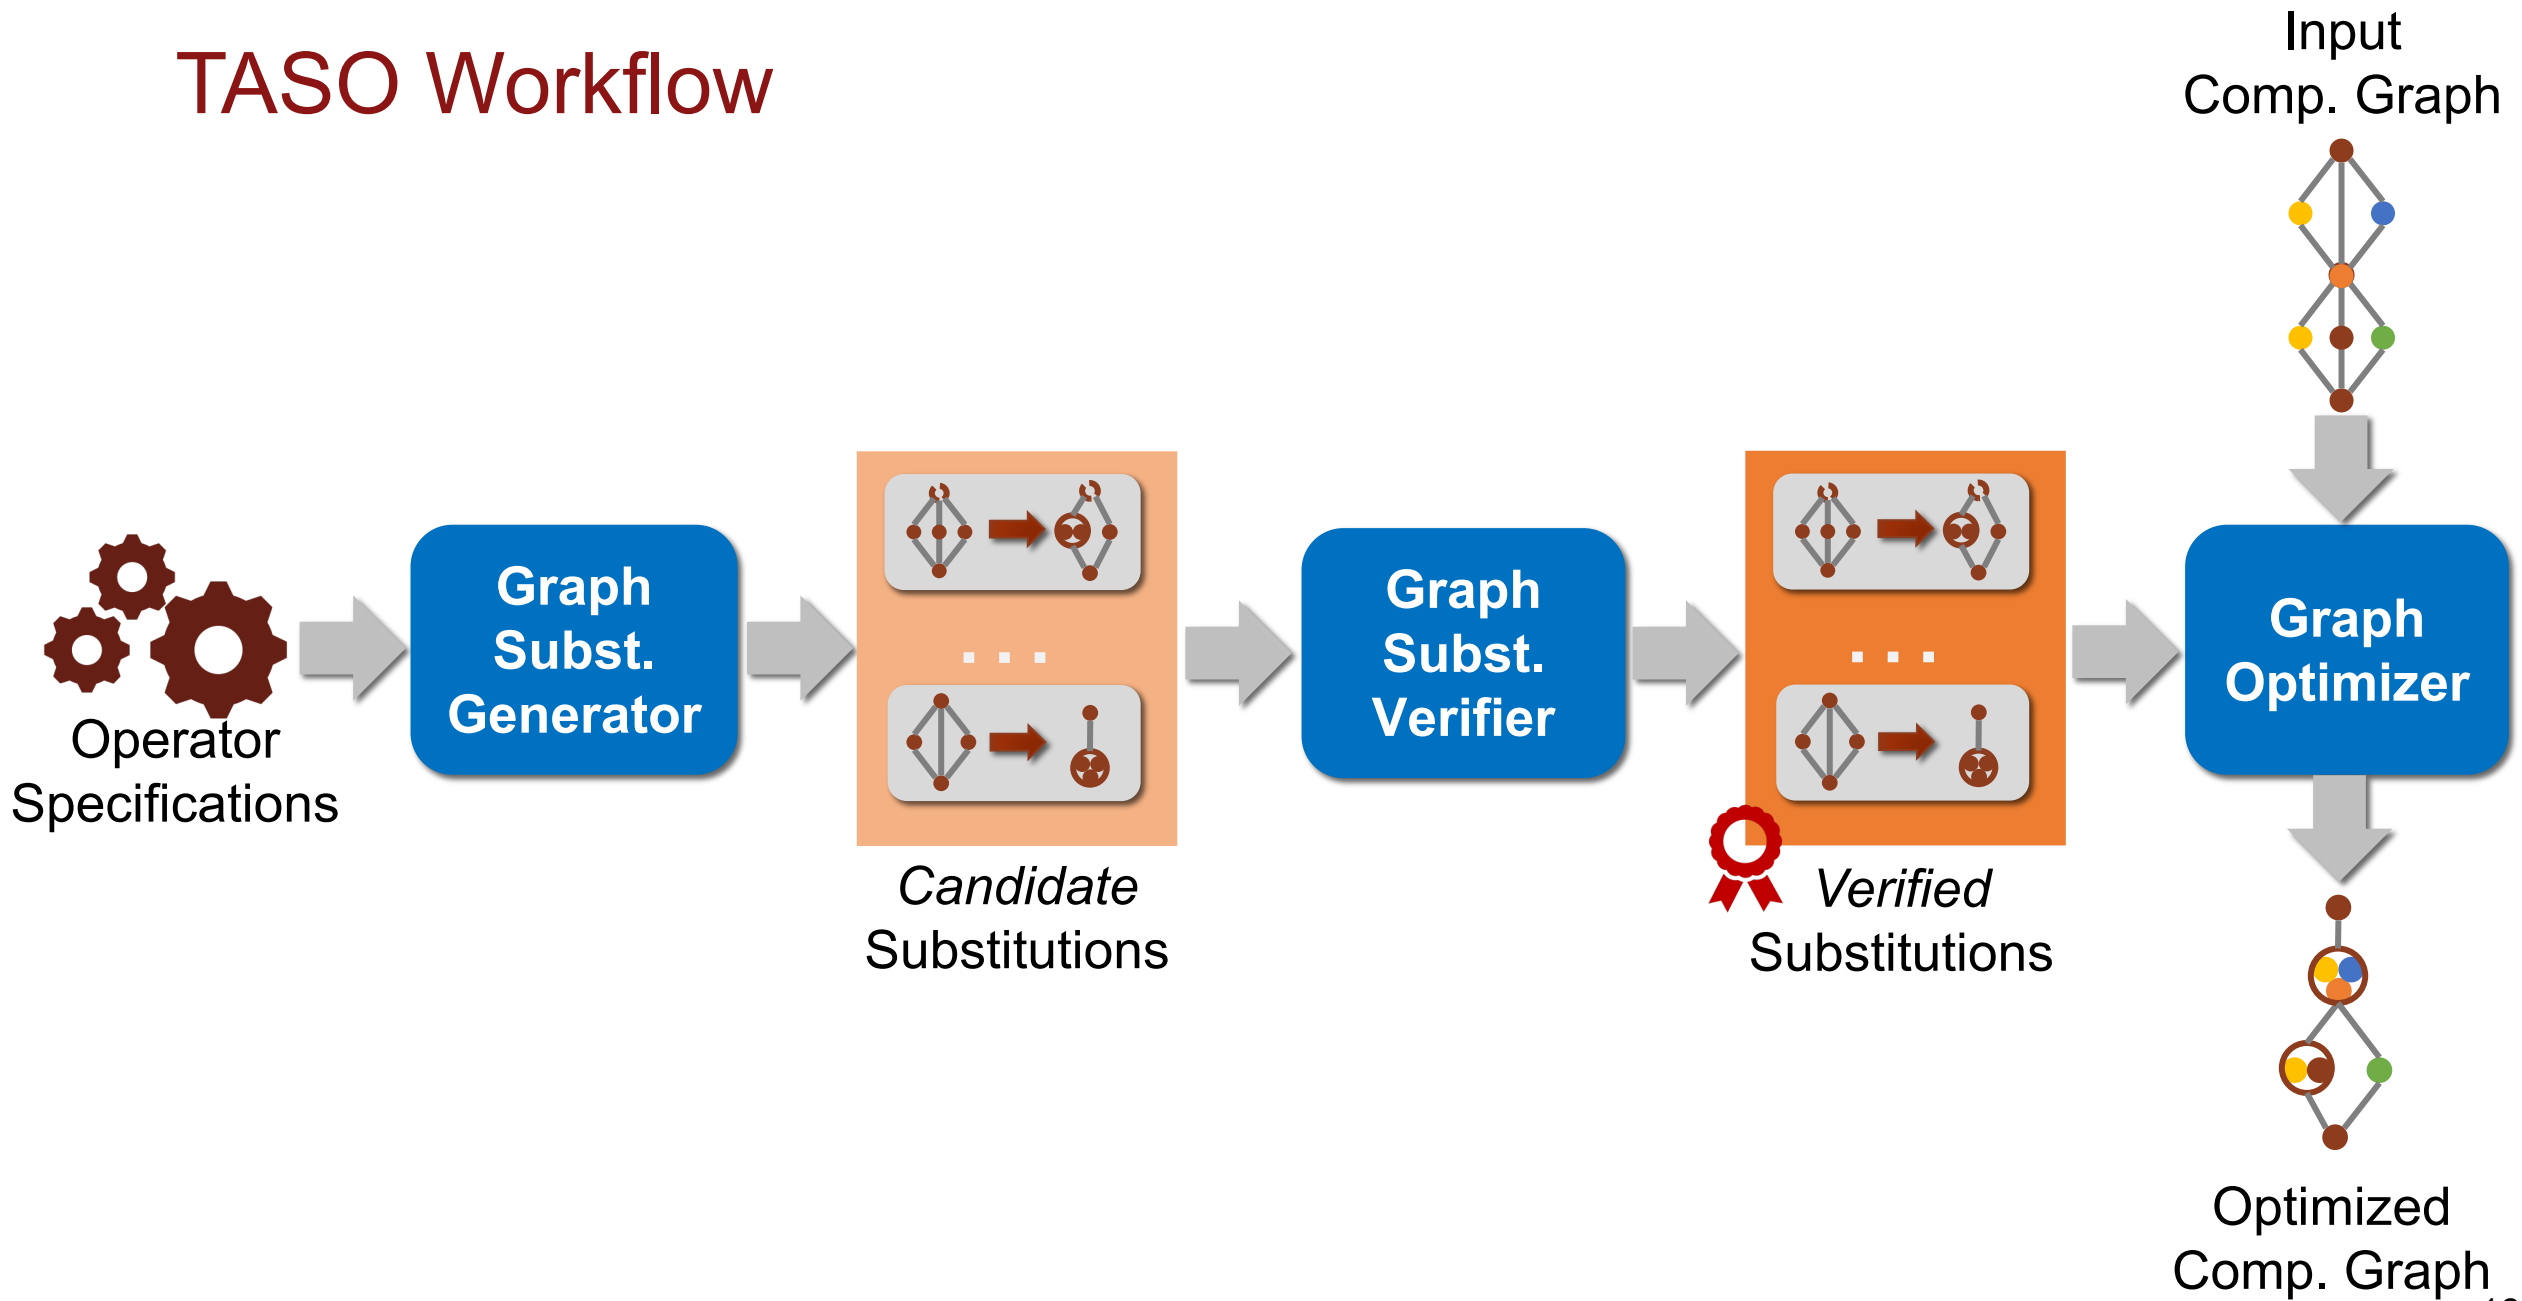 TASO Workflow
Input
Comp. Graph
Operator
Specifications
Graph
Subst.
Generator
. . .
Candidate
Substitutions
Graph
Subst.
Verifier
. . .
Verified
Substitutions
Graph
Optimizer
Optimized
Comp. Graph